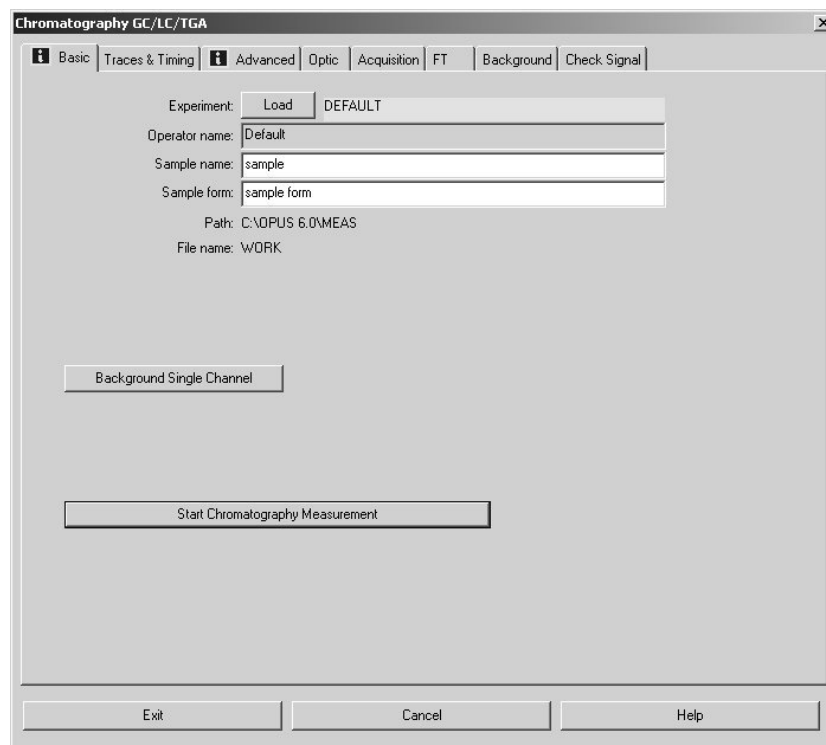 Chromatography GC/LC/TGA
i Basic Traces & Timing i Advanced Optic Acquisition FT Background Check Signal
Experiment: Load DEFAULT
Operator name: Default
Sample name: sample
Sample form: sample form
Path: C:\OPUS 6.0\MEAS
File name: WORK
Background Single Channel
Start Chromatography Measurement
Exit Cancel Help